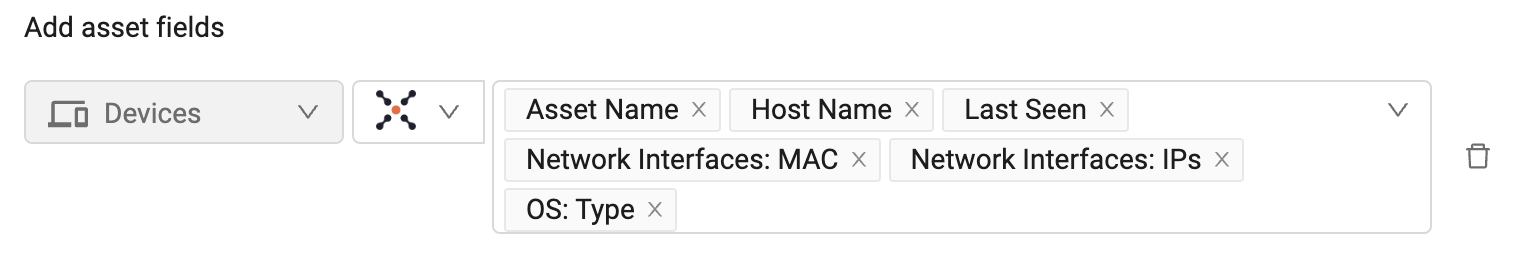 Add asset fields
Devices Asset Name Host Name Last Seen
Network Interfaces: MAC Network Interfaces: IPs
OS: Type